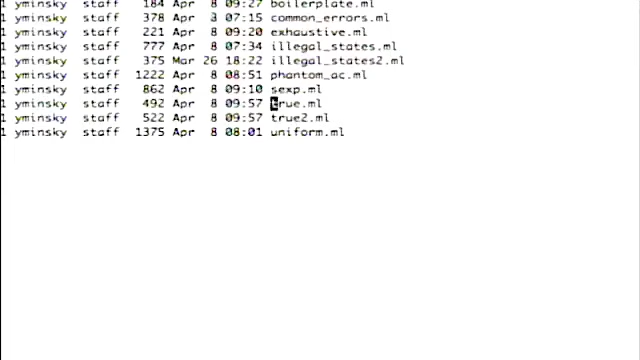 1 yminsky staff 184 Apr 8 09:27 boilerplate.ml
1 yminsky staff 378 Apr 3 07:15 common_errors.ml
1 yminsky staff 221 Apr 8 09:20 exhaustive.ml
1 yminsky staff 777 Apr 8 07:34 illegal_states.ml
1 yminsky staff 375 Mar 26 18:22 illegal_states2.ml
1 yminsky staff 1222 Apr 8 08:51 phantom_ac.ml
1 yminsky staff 862 Apr 8 09:10 sexp.ml
1 yminsky staff 492 Apr 8 09:57 true.ml
1 yminsky staff 522 Apr 8 09:57 true2.ml
1 yminsky staff 1375 Apr 8 08:01 uniform.ml